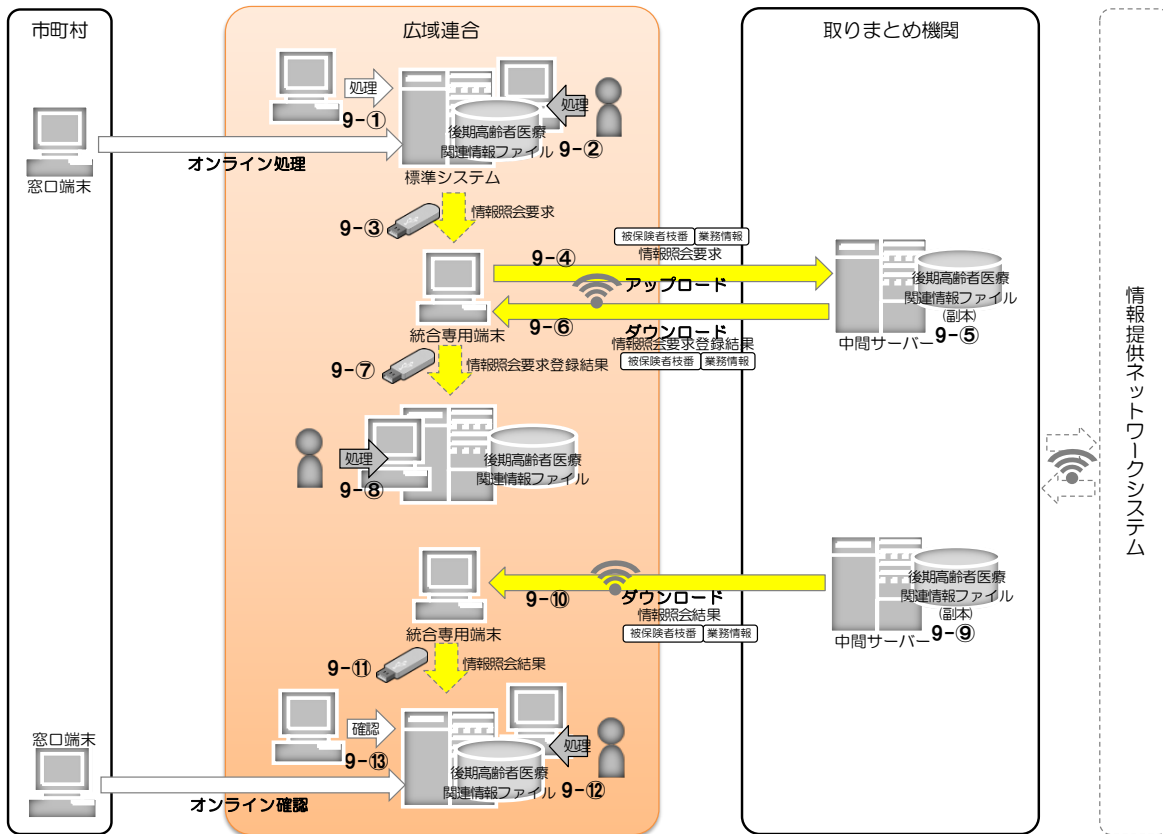 市町村
広域連合
取りまとめ機関
処理
9-①
処理
後期高齢者医療
関連情報ファイル
9-②
オンライン処理
窓口端末
標準システム
9-③
情報照会要求
被保険者枝番
業務情報
9-④
情報照会要求
アップロード
後期高齢者医療
関連情報ファイル
(副本)
9-⑤
中間サーバー
9-⑥
ダウンロード
統合専用端末
情報照会要求登録結果
被保険者枝番
業務情報
9-⑦
情報照会要求登録結果
処理
9-⑧
後期高齢者医療
関連情報ファイル
情報提供ネットワークシステム
後期高齢者医療
関連情報ファイル
(副本)
9-⑨
中間サーバー
9-⑩
ダウンロード
情報照会結果
被保険者枝番
業務情報
統合専用端末
9-⑪
情報照会結果
確認
9-⑬
処理
後期高齢者医療
関連情報ファイル
9-⑫
窓口端末
オンライン確認